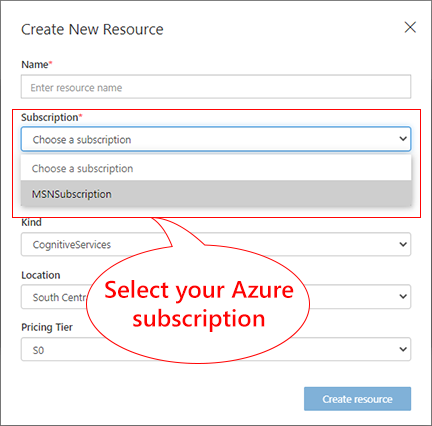 Create New Resource
Name*
Enter resource name
Subscription*
Choose a subscription
Choose a subscription
MSNSubscription
Kind
CognitiveServices
Location
South Centr
Select your Azure
subscription
Pricing Tier
S0
Create resource